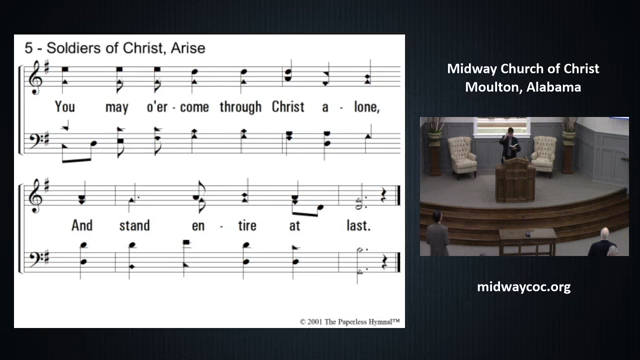 5 - Soldiers of Christ, Arise
You may o'er - come through Christ a - lone,
And stand en - tire at last.
© 2001 The Paperless Hymnal™
Midway Church of Christ
Moulton, Alabama
midwaycoc.org